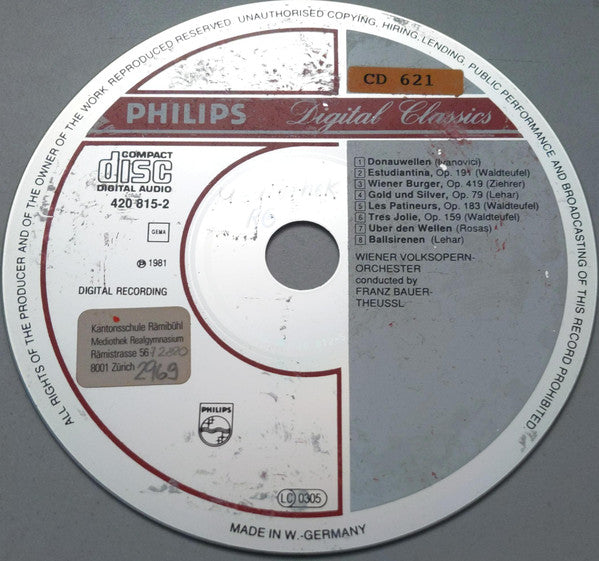 ALL RIGHTS OF THE PRODUCER AND OF THE OWNER OF THE WORK REPRODUCED RESERVED. UNAUTHORISED COPYING, HIRING, LENDING, PUBLIC PERFORMANCE AND BROADCASTING OF THIS RECORD PROHIBITED
CD 621
PHILIPS Digital Classics
COMPACT
disc
DIGITAL AUDIO
420 815-2
GEMA
℗ 1981
DIGITAL RECORDING
Kantonsschule Rämibühl
Mediothek Realgymnasium
Rämistrasse 56
8001 Zürich 2969
1 Donauwellen (Ivanovici)
2 Estudiantina, Op. 191 (Waldteufel)
3 Wiener Burger, Op. 419 (Ziehrer)
4 Gold und Silver, Op. 79 (Lehar)
5 Les Patineurs, Op. 183 (Waldteufel)
6 Tres Jolie, Op. 159 (Waldteufel)
7 Uber den Wellen (Rosas)
8 Ballsirenen (Lehar)
WIENER VOLKSOPERN-
ORCHESTER
conducted by
FRANZ BAUER-
THEUSSL
PHILIPS
LC 0305
MADE IN W.-GERMANY